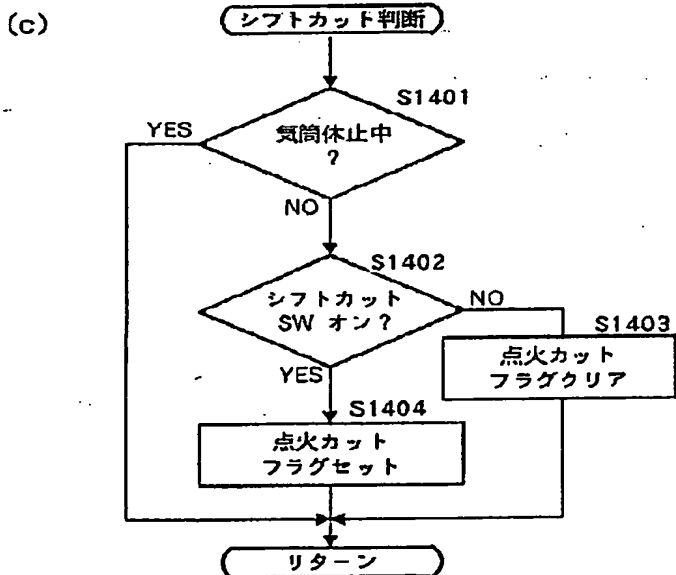 (c)
シフトカット判断
S1401
気筒休止中
?
YES
NO
S1402
シフトカット
SW オン?
NO
YES
S1403
点火カット
フラグクリア
S1404
点火カット
フラグセット
リターン